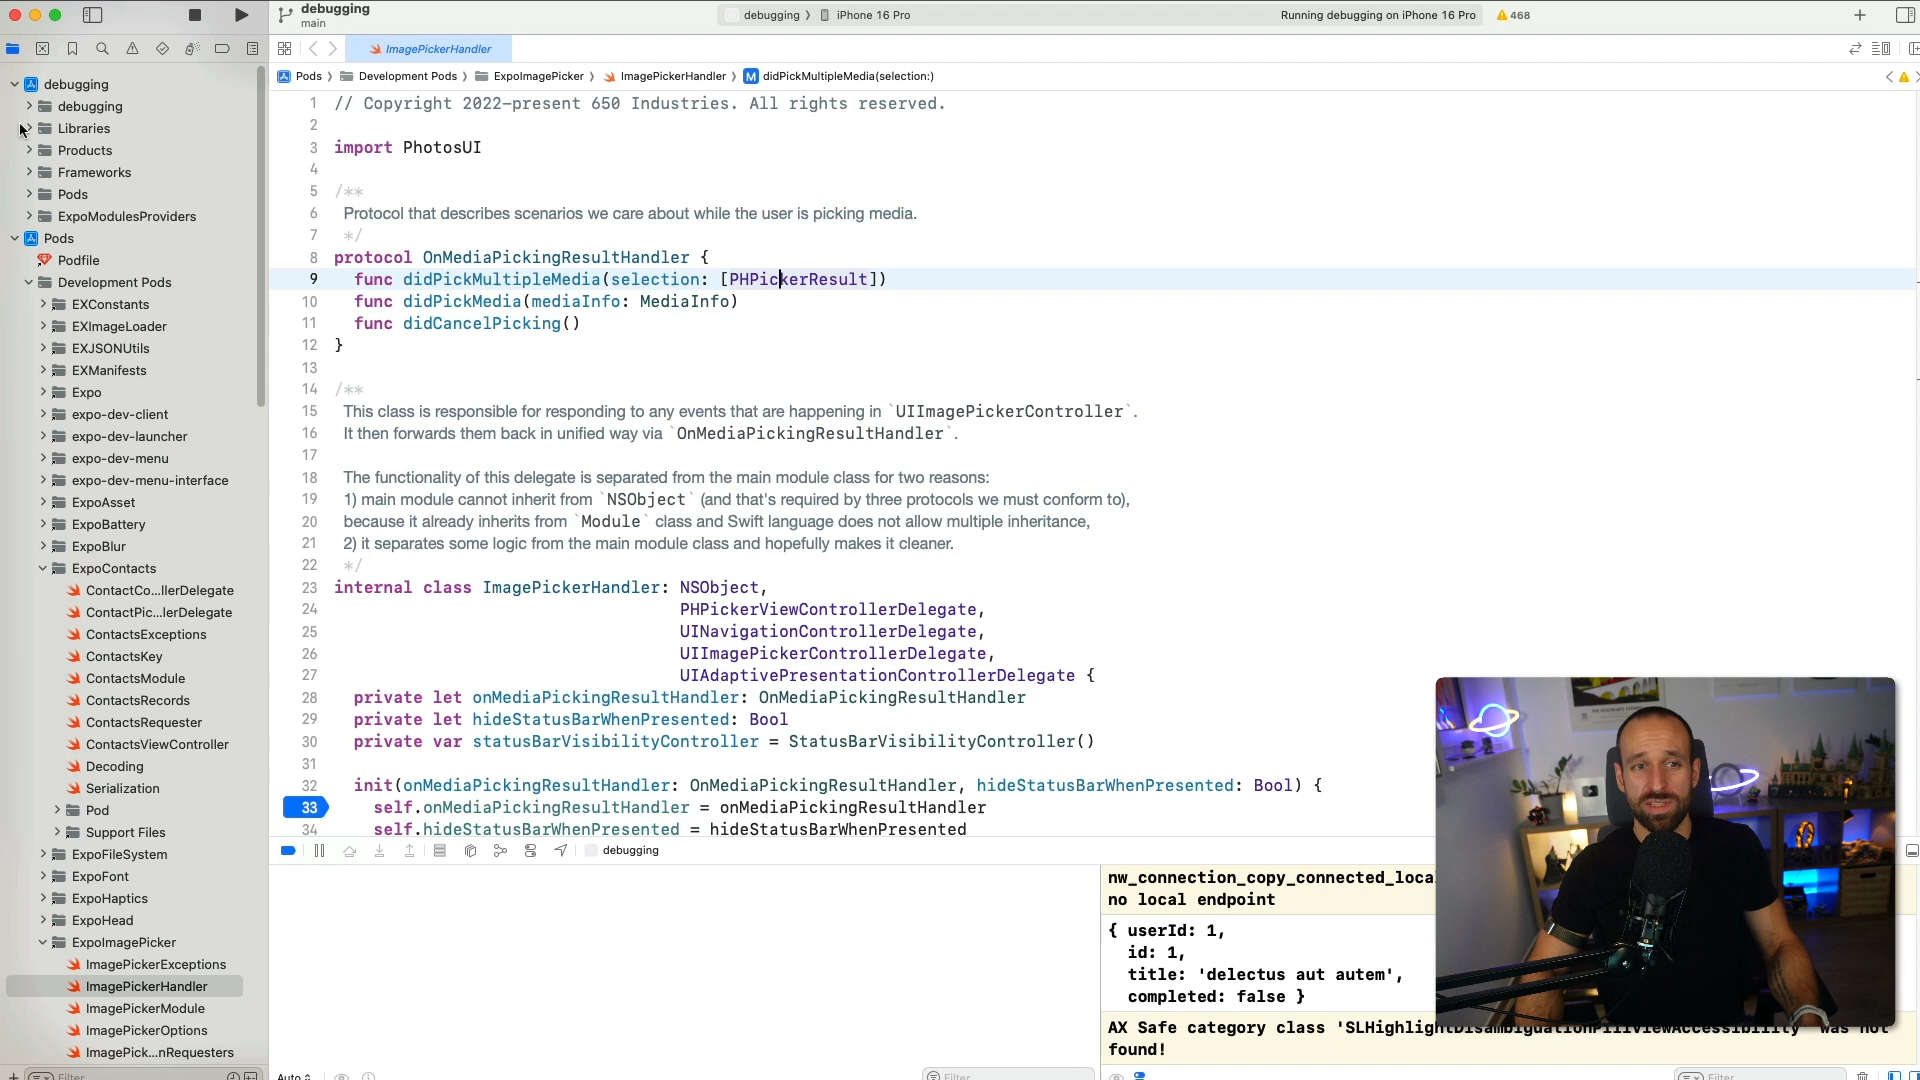 debugging
main
debugging
iPhone 16 Pro
Running debugging on iPhone 16 Pro
468
ImagePickerHandler
Pods
Development Pods
ExpoImagePicker
ImagePickerHandler
M didPickMultipleMedia(selection:)
debugging
debugging
Libraries
Products
Frameworks
Pods
ExpoModulesProviders
Pods
Podfile
Development Pods
EXConstants
EXImageLoader
EXJSONUtils
EXManifests
Expo
expo-dev-client
expo-dev-launcher
expo-dev-menu
expo-dev-menu-interface
ExpoAsset
ExpoBattery
ExpoBlur
ExpoContacts
ContactCo...llerDelegate
ContactPic...lerDelegate
ContactsExceptions
ContactsKey
ContactsModule
ContactsRecords
ContactsRequester
ContactsViewController
Decoding
Serialization
Pod
Support Files
ExpoFileSystem
ExpoFont
ExpoHaptics
ExpoHead
ExpoImagePicker
ImagePickerExceptions
ImagePickerHandler
ImagePickerModule
ImagePickerOptions
ImagePick...nRequesters
Filter
1 // Copyright 2022-present 650 Industries. All rights reserved.
2
3 import PhotosUI
4
5 /**
6 Protocol that describes scenarios we care about while the user is picking media.
7 */
8 protocol OnMediaPickingResultHandler {
9 func didPickMultipleMedia(selection: [PHPickerResult])
10 func didPickMedia(mediaInfo: MediaInfo)
11 func didCancelPicking()
12 }
13
14 /**
15 This class is responsible for responding to any events that are happening in `UIImagePickerController`.
16 It then forwards them back in unified way via `OnMediaPickingResultHandler`.
17
18 The functionality of this delegate is separated from the main module class for two reasons:
19 1) main module cannot inherit from `NSObject` (and that's required by three protocols we must conform to),
20 because it already inherits from `Module` class and Swift language does not allow multiple inheritance,
21 2) it separates some logic from the main module class and hopefully makes it cleaner.
22 */
23 internal class ImagePickerHandler: NSObject,
24 PHPickerViewControllerDelegate,
25 UINavigationControllerDelegate,
26 UIImagePickerControllerDelegate,
27 UIAdaptivePresentationControllerDelegate {
28 private let onMediaPickingResultHandler: OnMediaPickingResultHandler
29 private let hideStatusBarWhenPresented: Bool
30 private var statusBarVisibilityController = StatusBarVisibilityController()
31
32 init(onMediaPickingResultHandler: OnMediaPickingResultHandler, hideStatusBarWhenPresented: Bool) {
33 self.onMediaPickingResultHandler = onMediaPickingResultHandler
34 self.hideStatusBarWhenPresented = hideStatusBarWhenPresented
debugging
nw_connection_copy_connected_loca
no local endpoint
{ userId: 1,
id: 1,
title: 'delectus aut autem',
completed: false }
AX Safe category class 'SLHighlightDisambiguationPillViewAccessibility' was not
found!
Auto
Filter
Filter